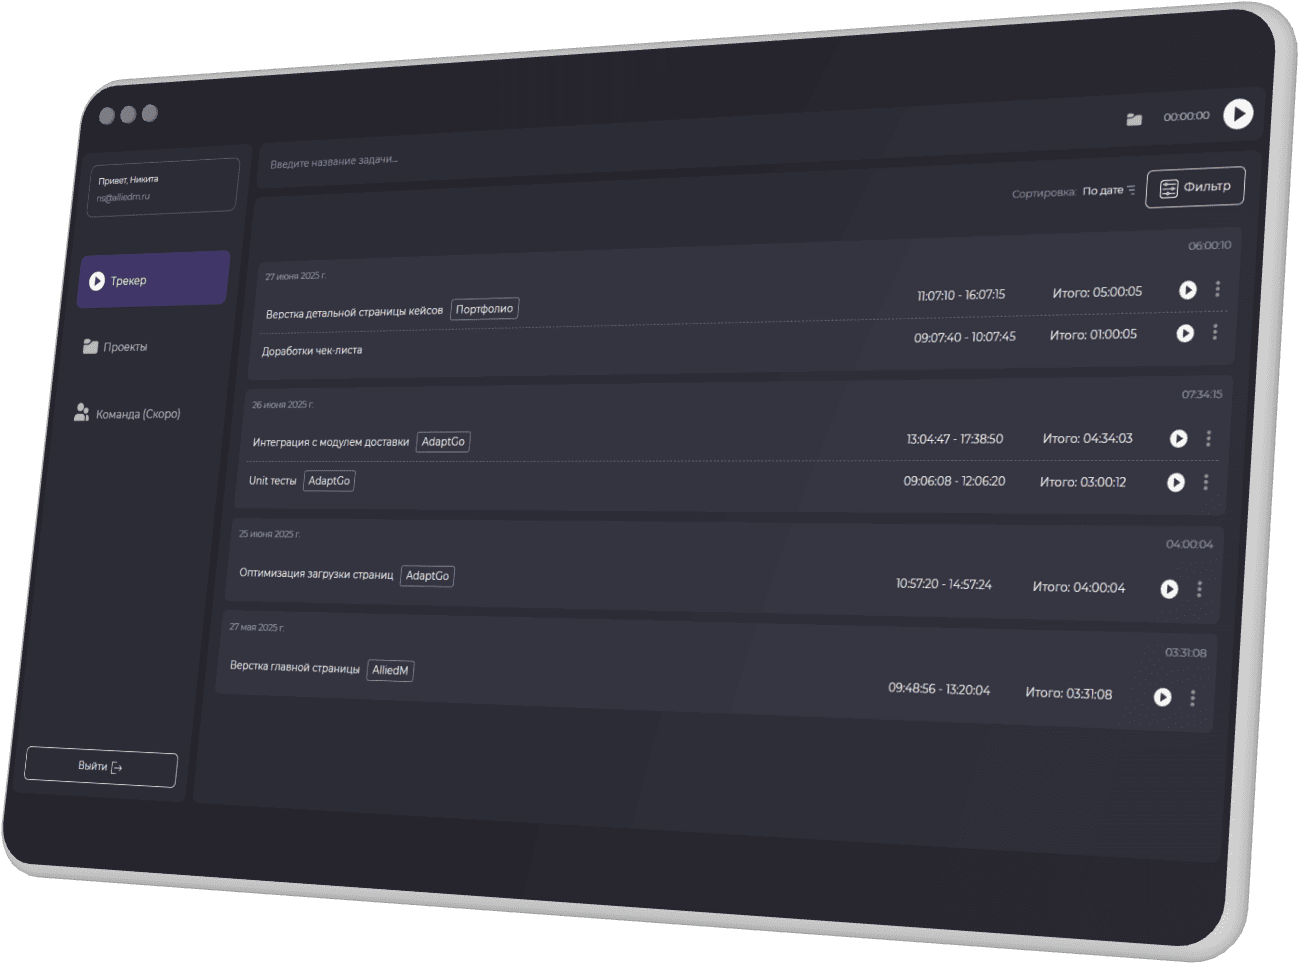 Введите название задачи...
00:00:00
Привет, Никита
ns@alliedm.ru
Трекер
Проекты
Команда (Скоро)
Выйти
Сортировка: По дате
Фильтр
27 июня 2025 г.
06:00:10
Верстка детальной страницы кейсов Портфолио 11:07:10 - 16:07:15 Итого: 05:00:05
Доработки чек-листа 09:07:40 - 10:07:45 Итого: 01:00:05
26 июня 2025 г.
07:34:15
Интеграция с модулем доставки AdaptGo 13:04:47 - 17:38:50 Итого: 04:34:03
Unit тесты AdaptGo 09:06:08 - 12:06:20 Итого: 03:00:12
25 июня 2025 г.
04:00:04
Оптимизация загрузки страниц AdaptGo 10:57:20 - 14:57:24 Итого: 04:00:04
27 мая 2025 г.
03:31:08
Верстка главной страницы AlliedM 09:48:56 - 13:20:04 Итого: 03:31:08